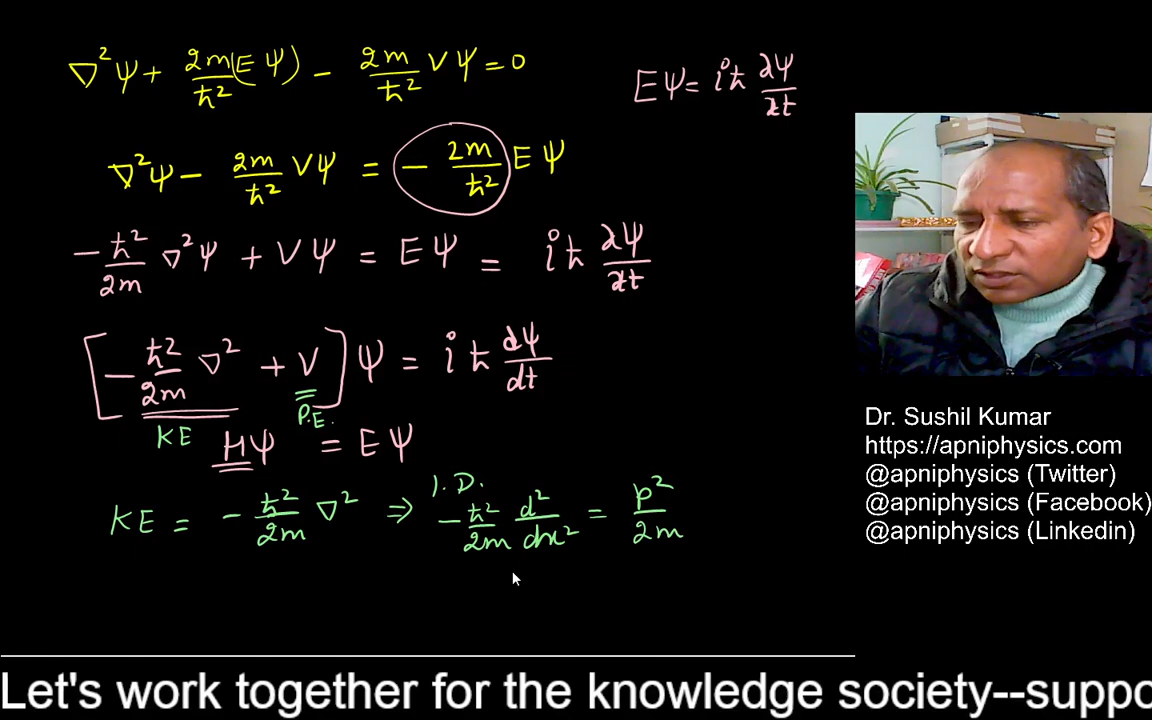 ∇²Ψ + 2m/ħ² (EΨ) - 2m/ħ² VΨ = 0
EΨ = iħ ∂Ψ/∂t
∇²Ψ - 2m/ħ² VΨ = - 2m/ħ² EΨ
-ħ²/2m ∇²Ψ + VΨ = EΨ = iħ ∂Ψ/∂t
[-ħ²/2m ∇² + V] Ψ = iħ dΨ/dt
KE P.E.
HΨ = EΨ
KE = - ħ²/2m ∇² ⇒ 1.D. -ħ²/2m d²/dx² = p²/2m
Dr. Sushil Kumar
https://apniphysics.com
@apniphysics (Twitter)
@apniphysics (Facebook)
@apniphysics (Linkedin)
Let's work together for the knowledge society--suppo